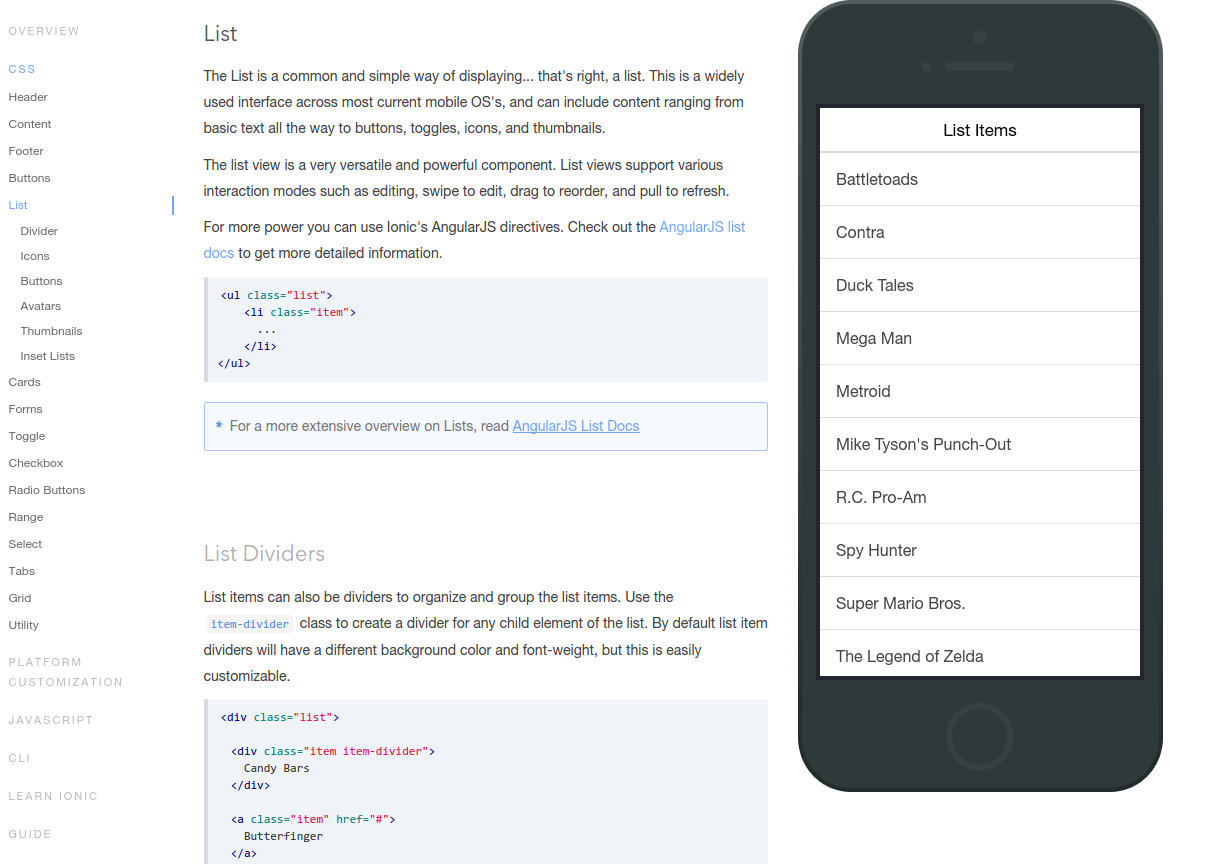 OVERVIEW
CSS
Header
Content
Footer
Buttons
List
Divider
Icons
Buttons
Avatars
Thumbnails
Inset Lists
Cards
Forms
Toggle
Checkbox
Radio Buttons
Range
Select
Tabs
Grid
Utility
PLATFORM
CUSTOMIZATION
JAVASCRIPT
CLI
LEARN IONIC
GUIDE
List
The List is a common and simple way of displaying... that's right, a list. This is a widely
used interface across most current mobile OS's, and can include content ranging from
basic text all the way to buttons, toggles, icons, and thumbnails.
The list view is a very versatile and powerful component. List views support various
interaction modes such as editing, swipe to edit, drag to reorder, and pull to refresh.
For more power you can use Ionic's AngularJS directives. Check out the AngularJS list
docs to get more detailed information.
<ul class="list">
<li class="item">
...
</li>
</ul>
* For a more extensive overview on Lists, read AngularJS List Docs
List Dividers
List items can also be dividers to organize and group the list items. Use the
item-divider class to create a divider for any child element of the list. By default list item
dividers will have a different background color and font-weight, but this is easily
customizable.
<div class="list">
<div class="item item-divider">
Candy Bars
</div>
<a class="item" href="#">
Butterfinger
</a>
List Items
Battletoads
Contra
Duck Tales
Mega Man
Metroid
Mike Tyson's Punch-Out
R.C. Pro-Am
Spy Hunter
Super Mario Bros.
The Legend of Zelda